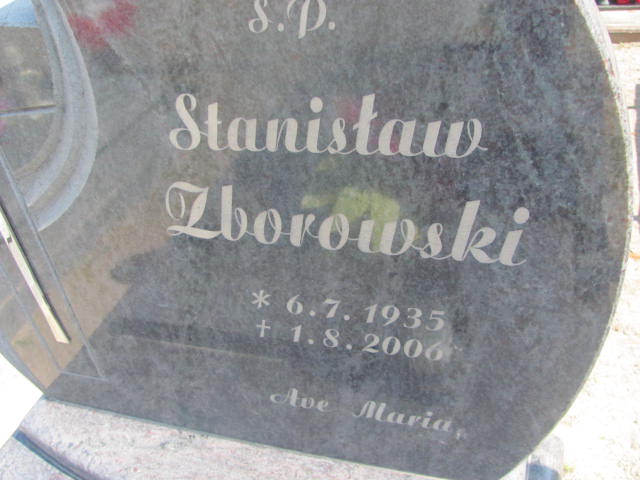 Ś.P.
Stanisław
Zborowski
* 6.7.1935
† 1.8.2006
Ave Maria